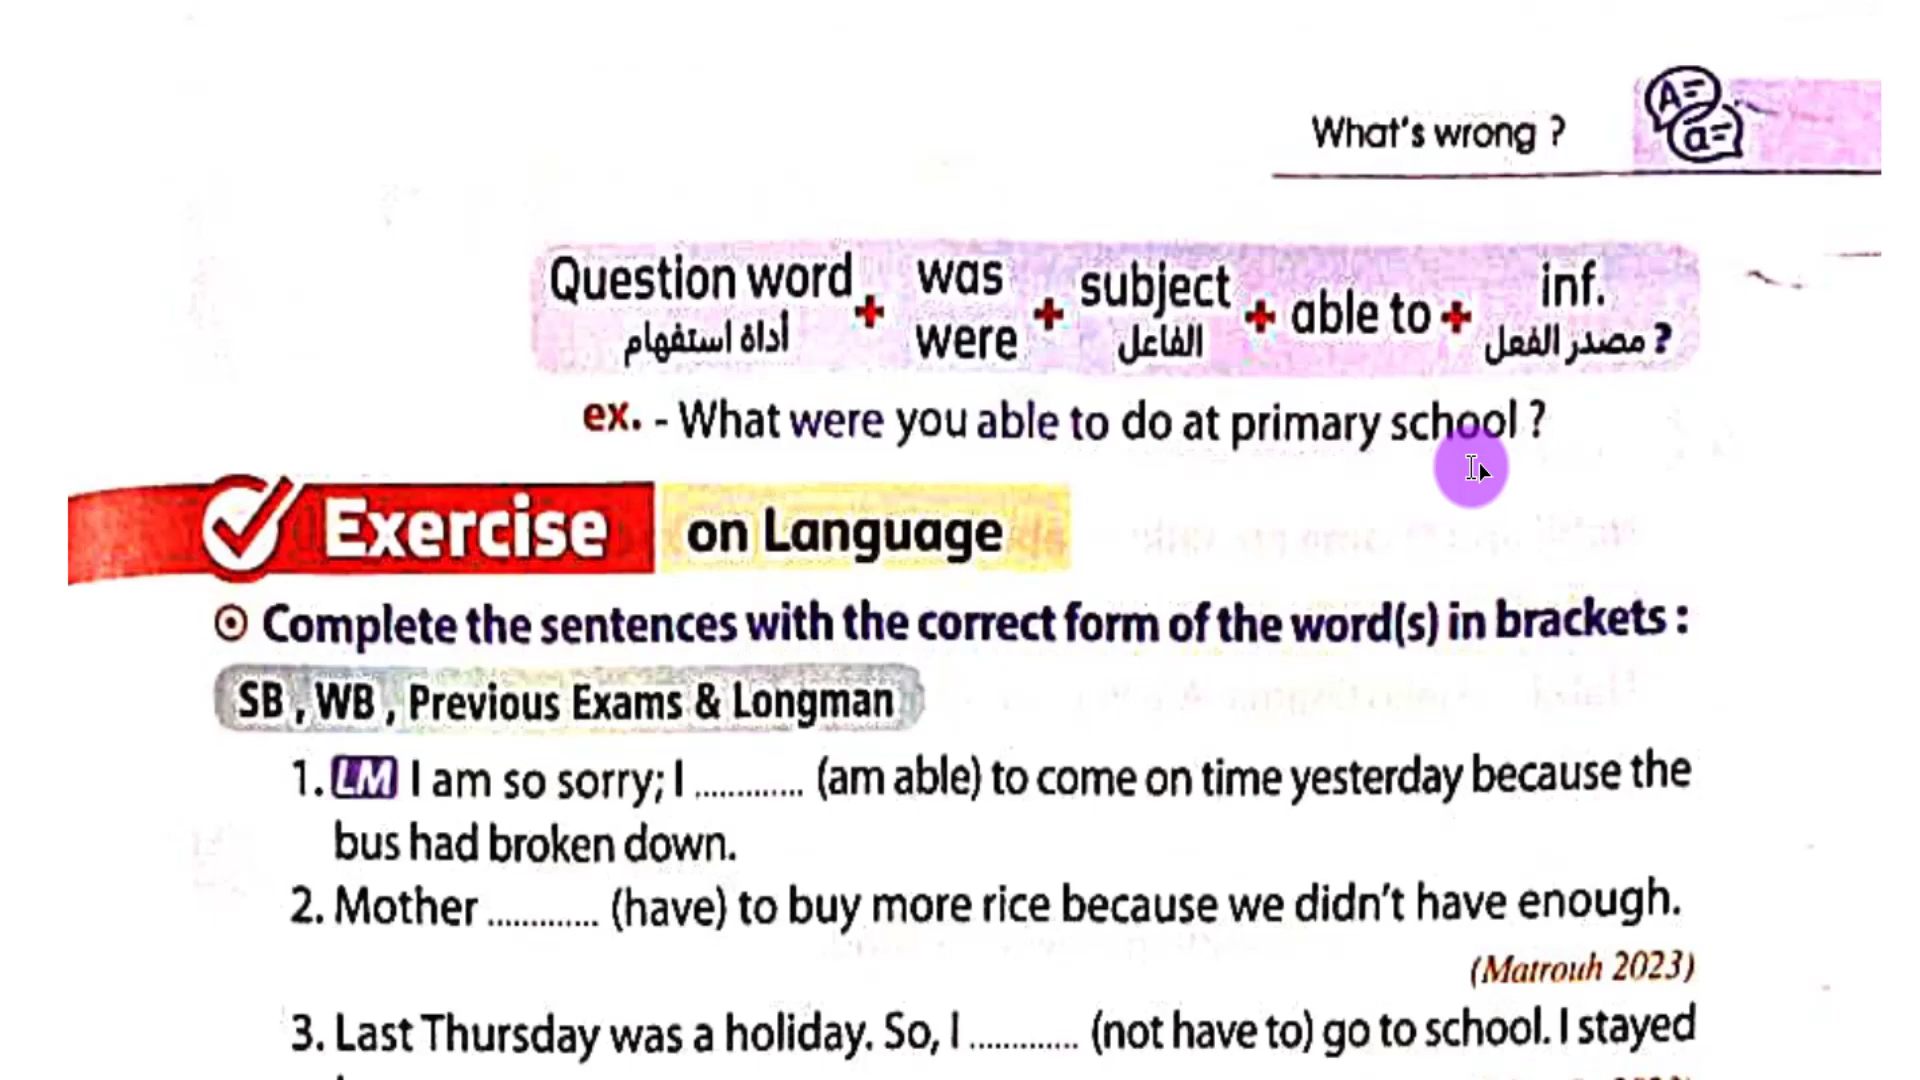 What's wrong ?
A= a=
Question word + was + subject + able to + inf.
أداة استفهام were الفاعل مصدر الفعل ?
ex. - What were you able to do at primary school ?
Exercise on Language
Complete the sentences with the correct form of the word(s) in brackets :
SB , WB , Previous Exams & Longman
1. LM I am so sorry; I ............. (am able) to come on time yesterday because the
bus had broken down.
2. Mother ............. (have) to buy more rice because we didn't have enough.
(Matrouh 2023)
3. Last Thursday was a holiday. So, I ............. (not have to) go to school. I stayed